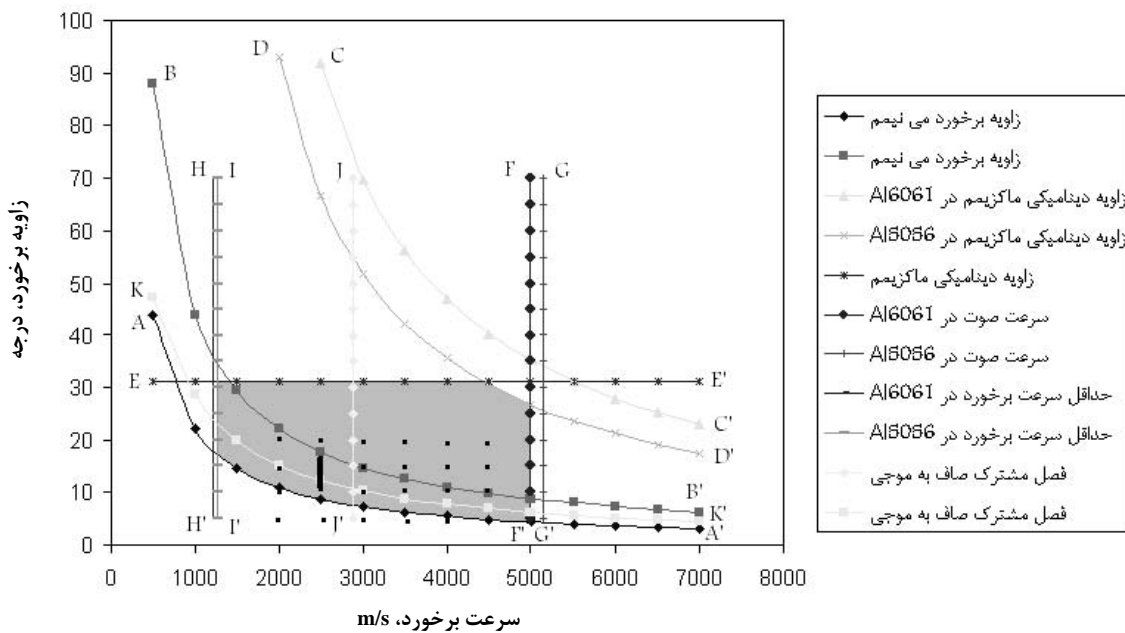 100
90
80
70
60
50
40
30
20
10
0
0
1000
2000
3000
4000
5000
6000
7000
8000
زاویه برخورد، درجه
سرعت برخورد، m/s
D
C
B
H
I
J
F
G
K
A
E
E'
C'
D'
B'
K'
A'
H'
I'
J'
F'
G'
زاویه برخورد می نیمم
زاویه برخورد می نیمم
زاویه دینامیکی ماکزیمم در Al6061
زاویه دینامیکی ماکزیمم در Al5056
زاویه دینامیکی ماکزیمم
سرعت صوت در Al6061
سرعت صوت در Al5056
حداقل سرعت برخورد در Al6061
حداقل سرعت برخورد در Al5056
فصل مشترک صاف به موجی
فصل مشترک صاف به موجی